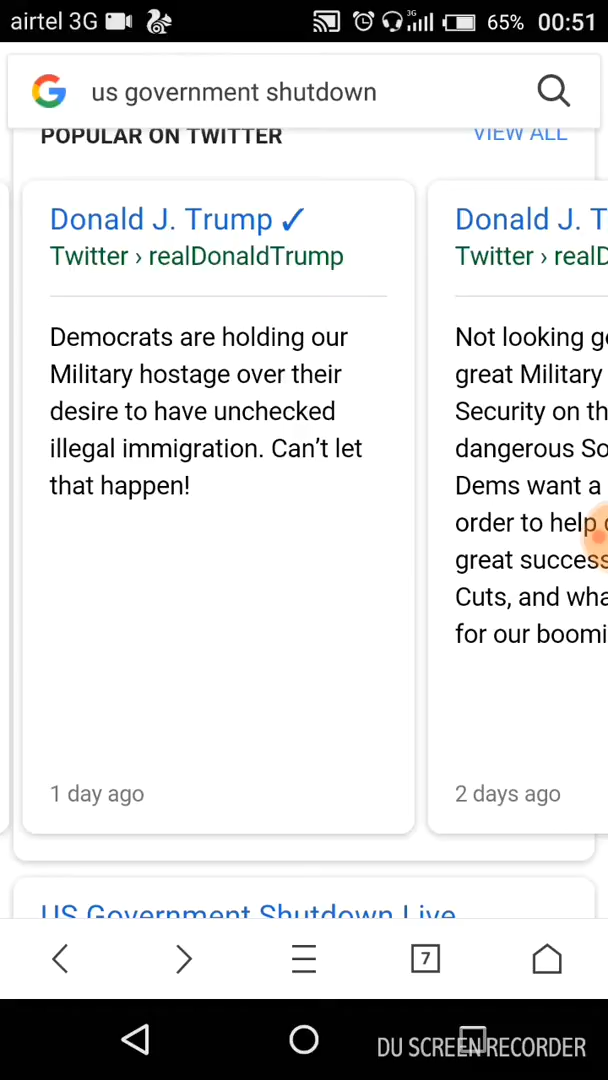 airtel 3G 3G 65% 00:51
us government shutdown
POPULAR ON TWITTER VIEW ALL
Donald J. Trump ✓
Twitter › realDonaldTrump
Democrats are holding our
Military hostage over their
desire to have unchecked
illegal immigration. Can’t let
that happen!
1 day ago
Donald J. T
Twitter › realD
Not looking g
great Military
Security on th
dangerous So
Dems want a
order to help
great success
Cuts, and wha
for our boomi
2 days ago
US Government Shutdown Live
7
DU SCREEN RECORDER